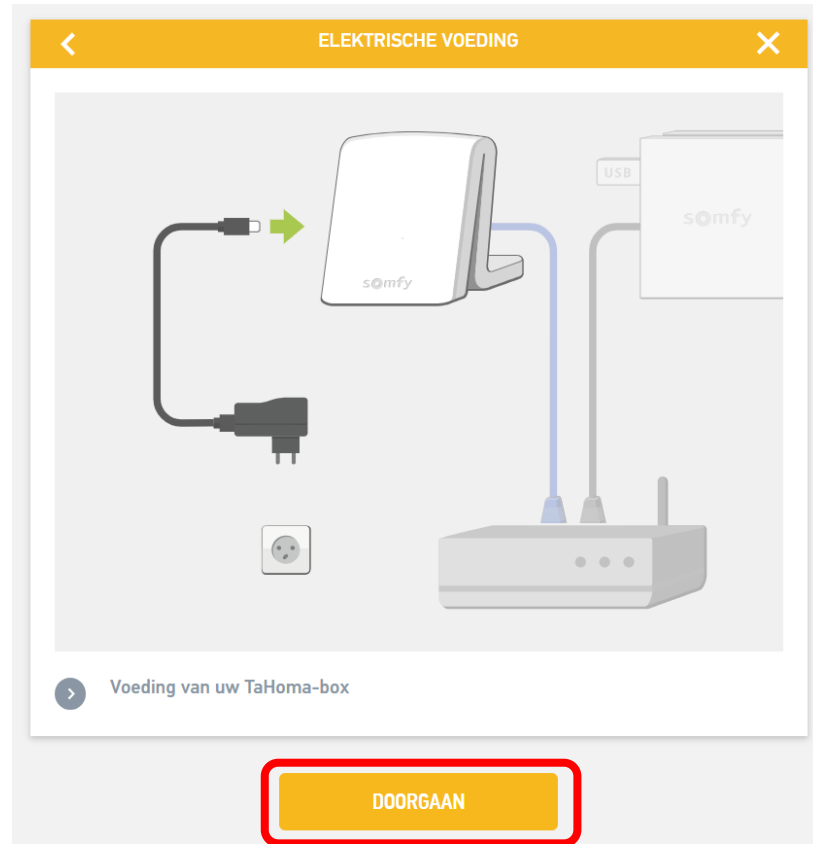 ELEKTRISCHE VOEDING
USB
somfy
somfy
Voeding van uw TaHoma-box
DOORGAAN